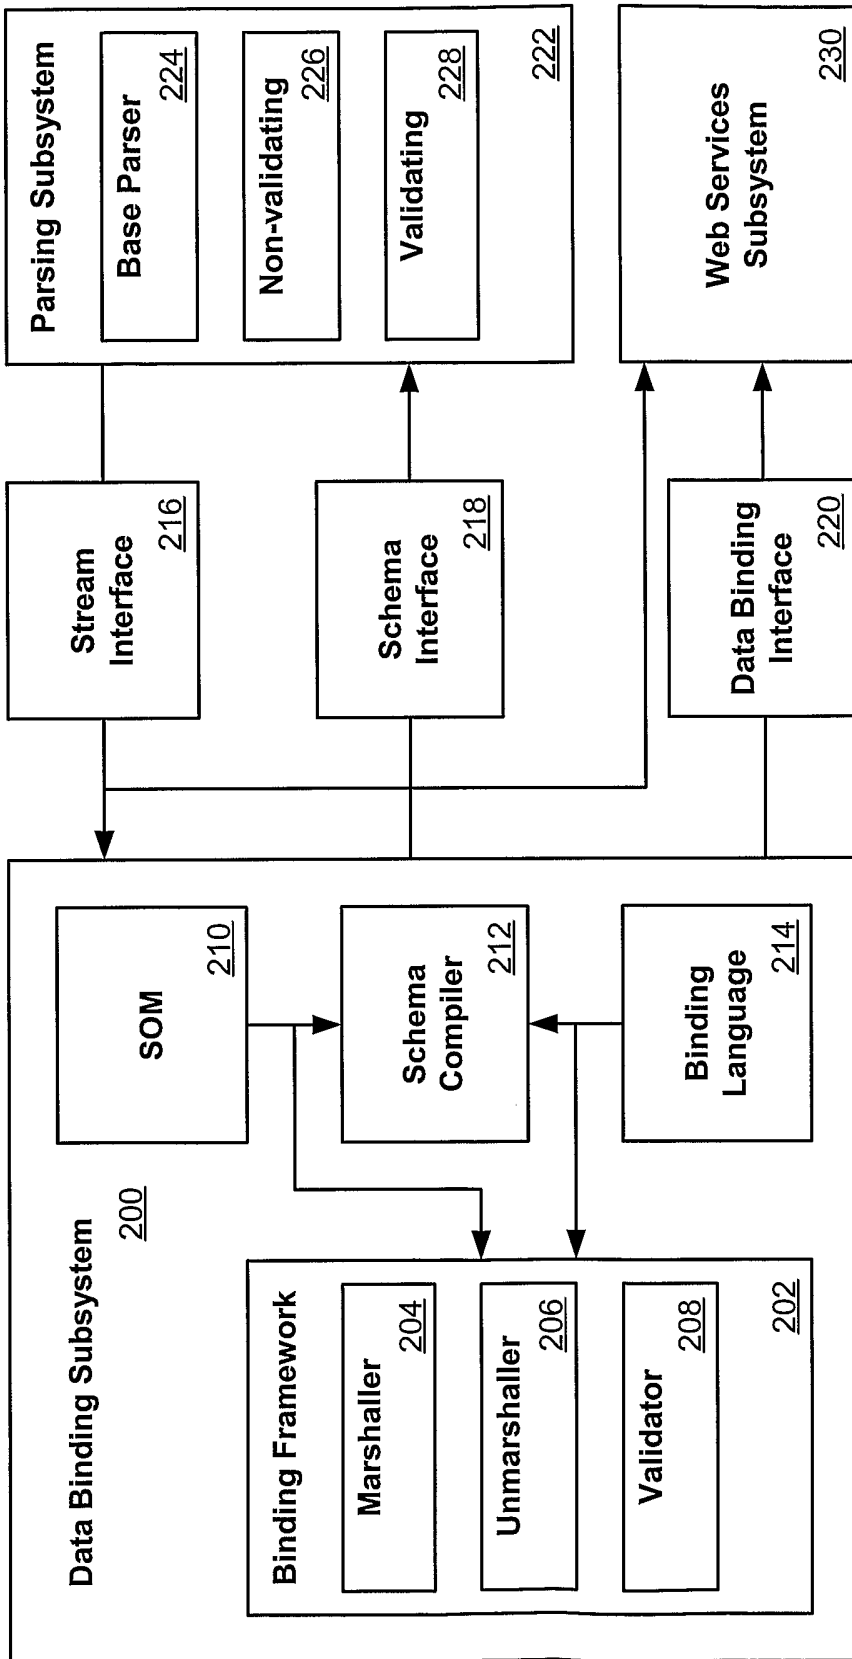 Data Binding Subsystem
200
Binding Framework
Marshaller
204
Unmarshaller
206
Validator
208
202
SOM
210
Schema
Compiler
212
Binding
Language
214
Stream
Interface
216
Schema
Interface
218
Data Binding
Interface
220
Parsing Subsystem
Base Parser
224
Non-validating
226
Validating
228
222
Web Services
Subsystem
230